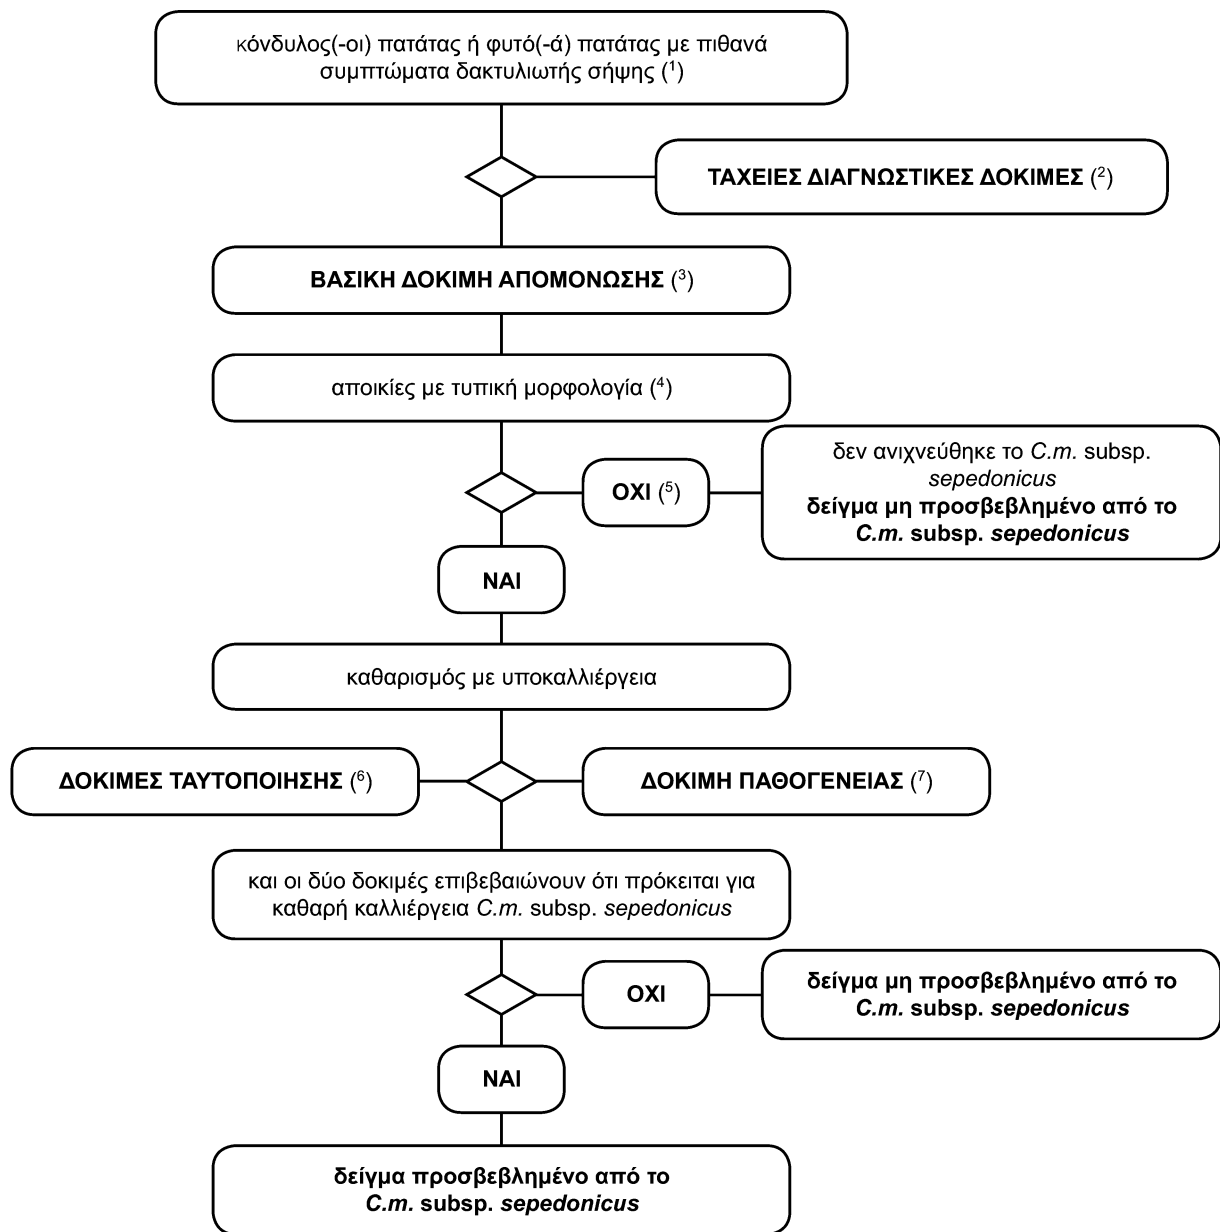 κόνδυλος(-οι) πατάτας ή φυτό(-ά) πατάτας με πιθανά
συμπτώματα δακτυλιωτής σήψης (¹)
ΤΑΧΕΙΕΣ ΔΙΑΓΝΩΣΤΙΚΕΣ ΔΟΚΙΜΕΣ (²)
ΒΑΣΙΚΗ ΔΟΚΙΜΗ ΑΠΟΜΟΝΩΣΗΣ (³)
αποικίες με τυπική μορφολογία (⁴)
ΟΧΙ (⁵)
δεν ανιχνεύθηκε το C.m. subsp.
sepedonicus
δείγμα μη προσβεβλημένο από το
C.m. subsp. sepedonicus
ΝΑΙ
καθαρισμός με υποκαλλιέργεια
ΔΟΚΙΜΕΣ ΤΑΥΤΟΠΟΙΗΣΗΣ (⁶)
ΔΟΚΙΜΗ ΠΑΘΟΓΕΝΕΙΑΣ (⁷)
και οι δύο δοκιμές επιβεβαιώνουν ότι πρόκειται για
καθαρή καλλιέργεια C.m. subsp. sepedonicus
ΟΧΙ
δείγμα μη προσβεβλημένο από το
C.m. subsp. sepedonicus
ΝΑΙ
δείγμα προσβεβλημένο από το
C.m. subsp. sepedonicus